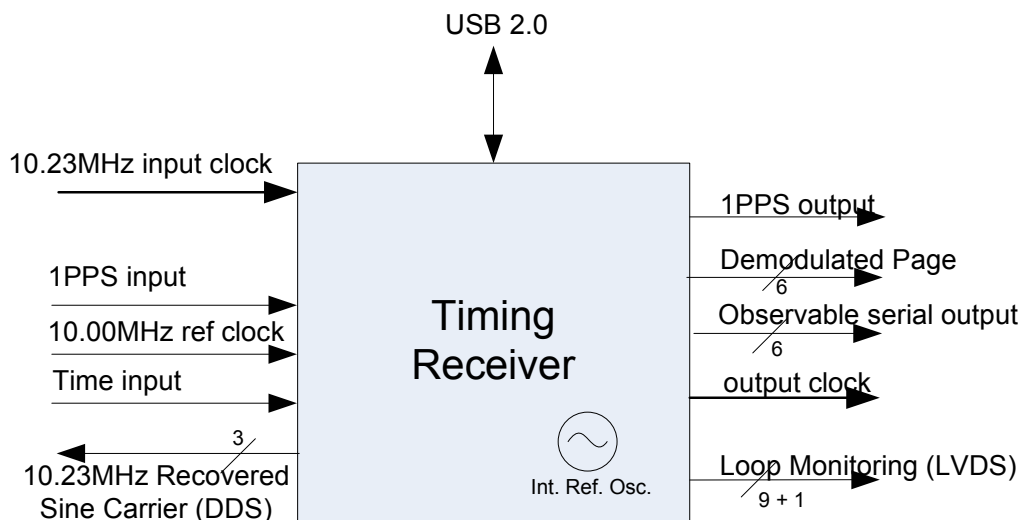 USB 2.0
10.23MHz input clock
1PPS input
10.00MHz ref clock
Time input
3
10.23MHz Recovered
Sine Carrier (DDS)
Timing
Receiver
Int. Ref. Osc.
1PPS output
Demodulated Page
6
Observable serial output
6
output clock
Loop Monitoring (LVDS)
9 + 1